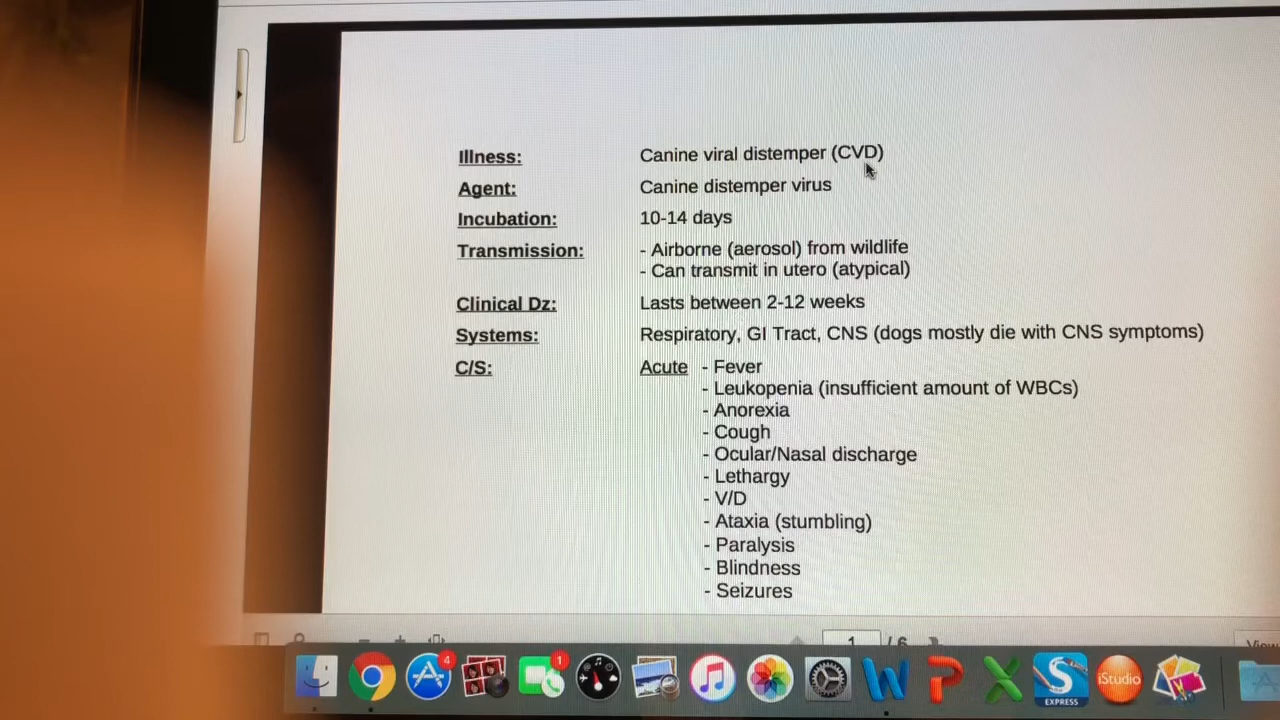 Illness: Canine viral distemper (CVD)
Agent: Canine distemper virus
Incubation: 10-14 days
Transmission: - Airborne (aerosol) from wildlife
- Can transmit in utero (atypical)
Clinical Dz: Lasts between 2-12 weeks
Systems: Respiratory, GI Tract, CNS (dogs mostly die with CNS symptoms)
C/S: Acute - Fever
- Leukopenia (insufficient amount of WBCs)
- Anorexia
- Cough
- Ocular/Nasal discharge
- Lethargy
- V/D
- Ataxia (stumbling)
- Paralysis
- Blindness
- Seizures
1 / 6
4
1
EXPRESS
iStudio